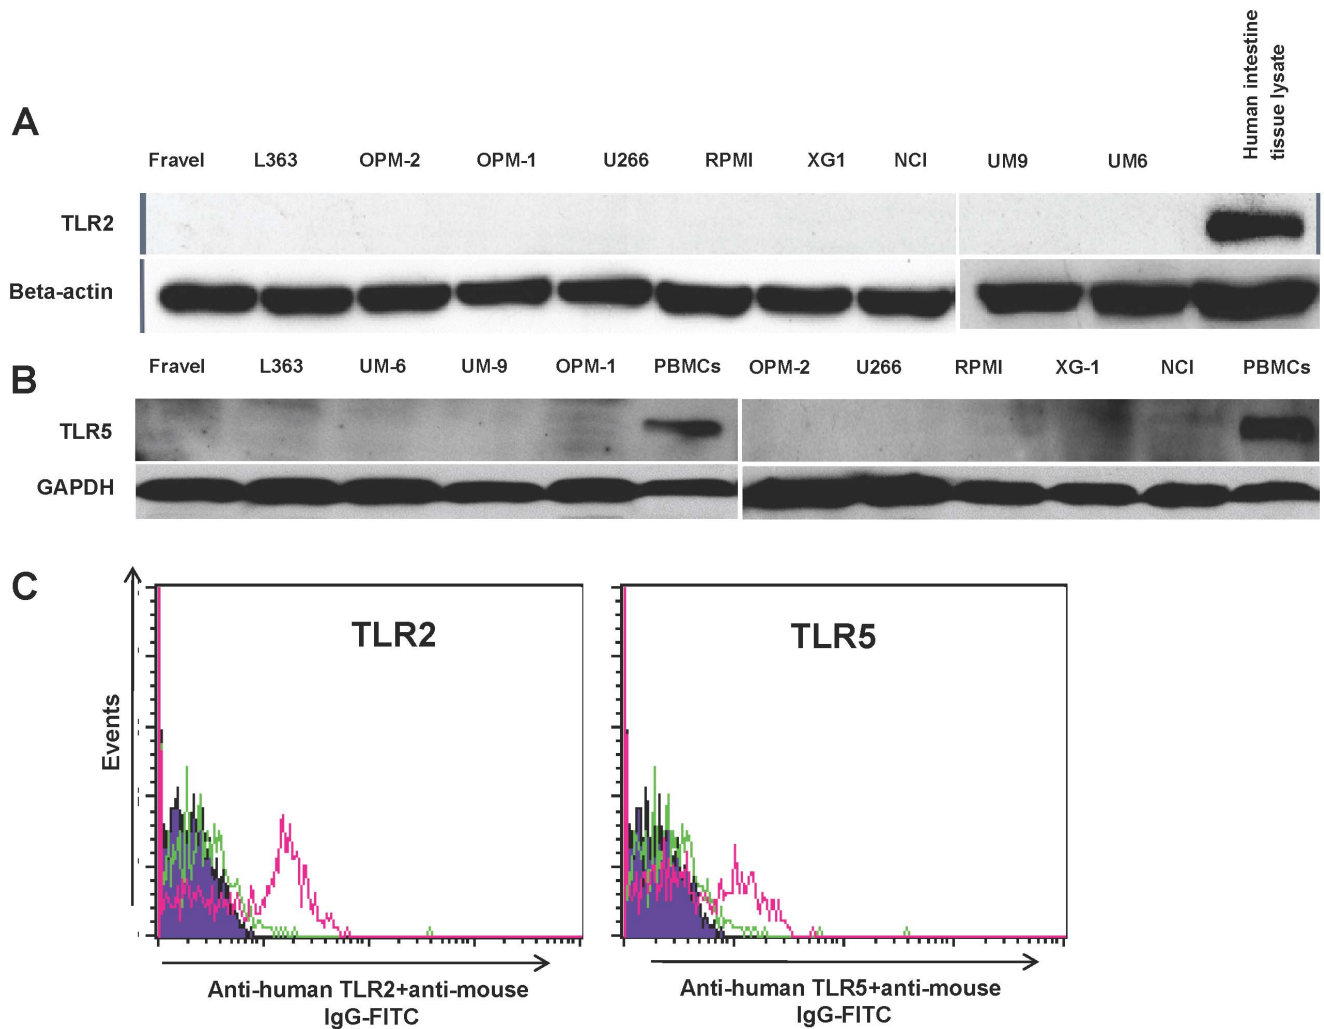 Human intestine
tissue lysate
A
Fravel L363 OPM-2 OPM-1 U266 RPMI XG1 NCI UM9 UM6
TLR2
Beta-actin
B
Fravel L363 UM-6 UM-9 OPM-1 PBMCs OPM-2 U266 RPMI XG-1 NCI PBMCs
TLR5
GAPDH
C
Events
TLR2
TLR5
Anti-human TLR2+anti-mouse
IgG-FITC
Anti-human TLR5+anti-mouse
IgG-FITC